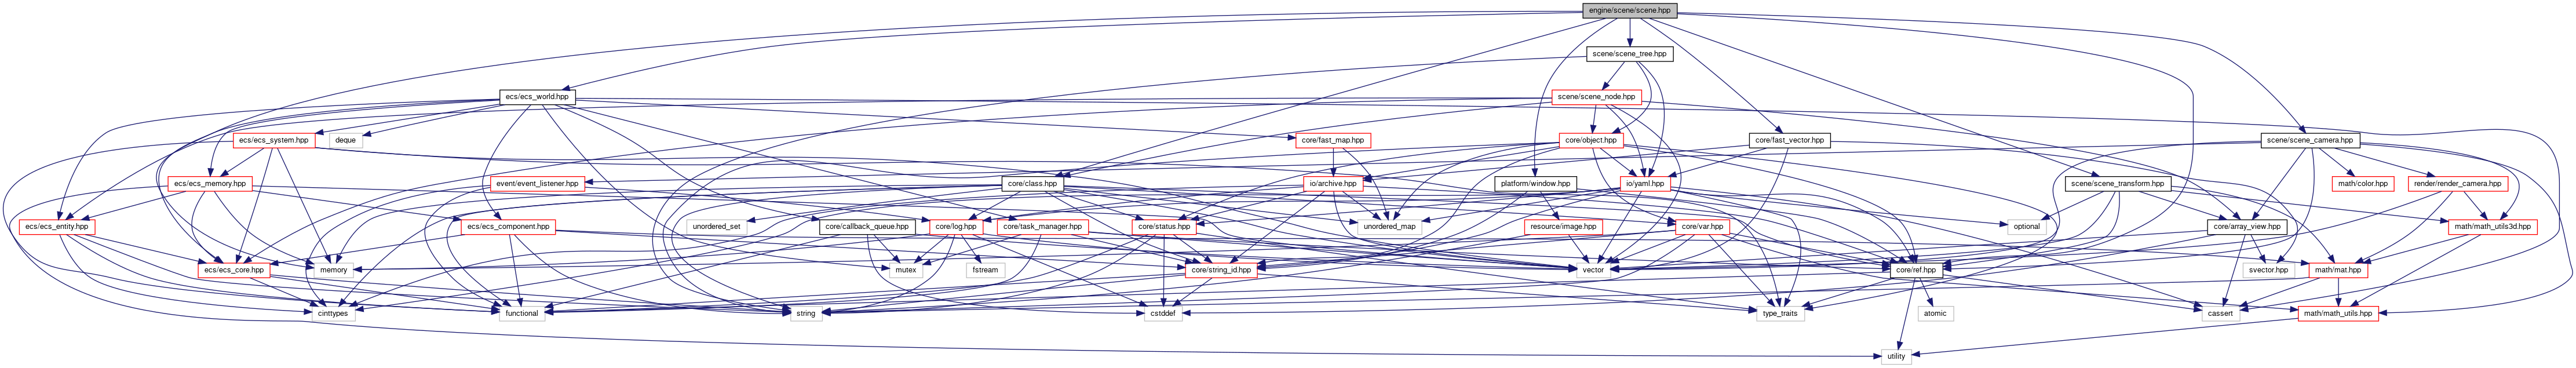 engine/scene/scene.hpp
scene/scene_tree.hpp
ecs/ecs_world.hpp
scene/scene_node.hpp
ecs/ecs_system.hpp
deque
core/fast_map.hpp
core/object.hpp
core/fast_vector.hpp
scene/scene_camera.hpp
ecs/ecs_memory.hpp
event/event_listener.hpp
core/class.hpp
io/archive.hpp
platform/window.hpp
io/yaml.hpp
scene/scene_transform.hpp
math/color.hpp
render/render_camera.hpp
ecs/ecs_entity.hpp
ecs/ecs_component.hpp
unordered_set
core/callback_queue.hpp
core/log.hpp
core/task_manager.hpp
core/status.hpp
unordered_map
resource/image.hpp
core/var.hpp
optional
core/array_view.hpp
math/math_utils3d.hpp
ecs/ecs_core.hpp
memory
mutex
fstream
core/string_id.hpp
vector
core/ref.hpp
svector.hpp
math/mat.hpp
cinttypes
functional
string
cstddef
type_traits
atomic
cassert
math/math_utils.hpp
utility